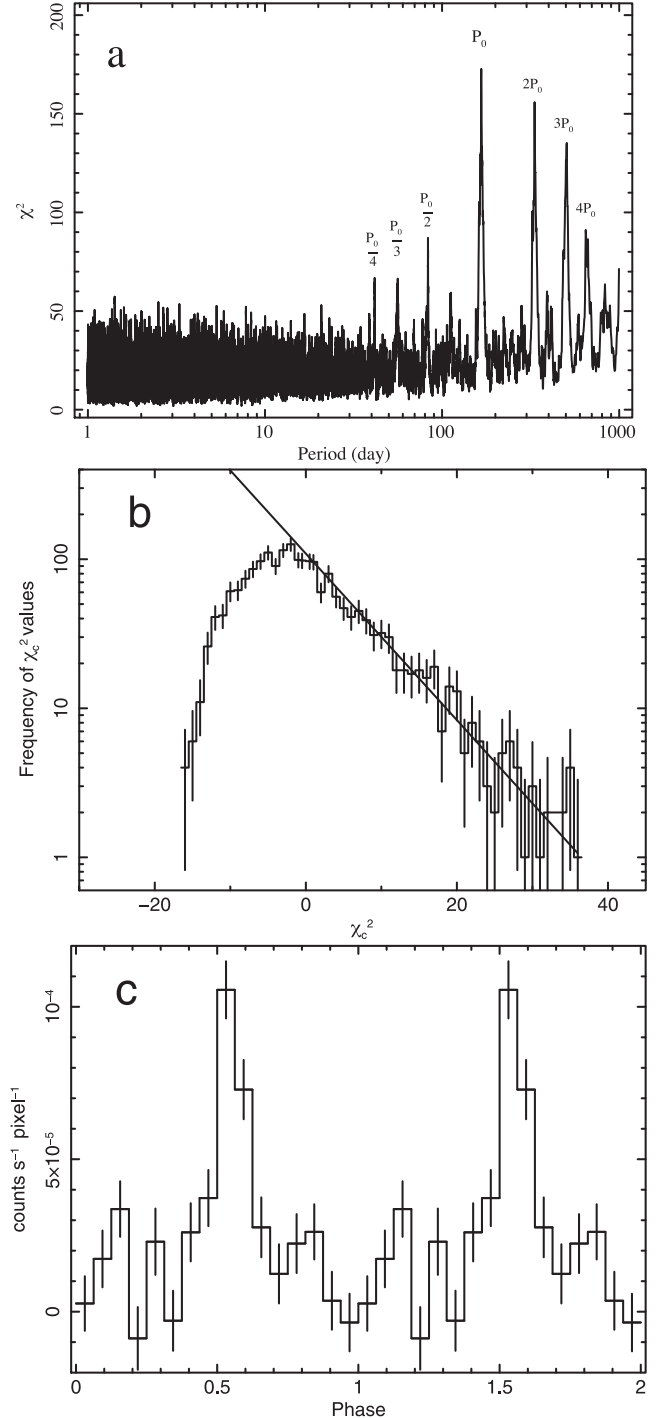 a
200
150
100
50
0
χ²
P₀
2P₀
3P₀
4P₀
P₀/2
P₀/3
P₀/4
1 10 100 1000
Period (day)
b
100
10
1
Frequency of χc² values
−20 0 20 40
χc²
c
10⁻⁴
5×10⁻⁵
0
counts s⁻¹ pixel⁻¹
0 0.5 1 1.5 2
Phase